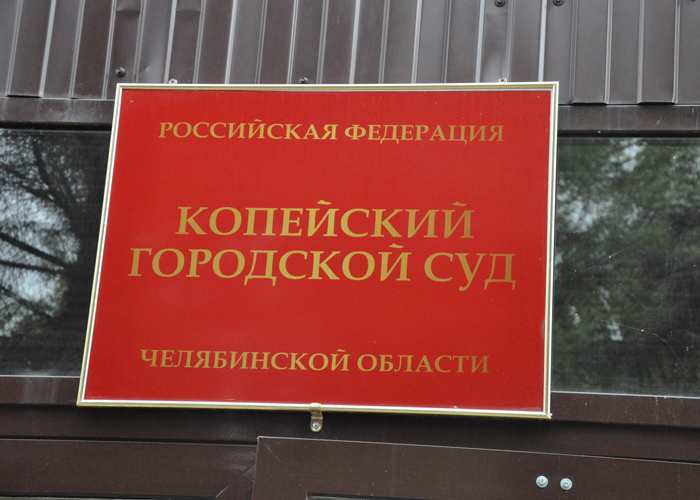 РОССИЙСКАЯ ФЕДЕРАЦИЯ
КОПЕЙСКИЙ
ГОРОДСКОЙ СУД
ЧЕЛЯБИНСКОЙ ОБЛАСТИ